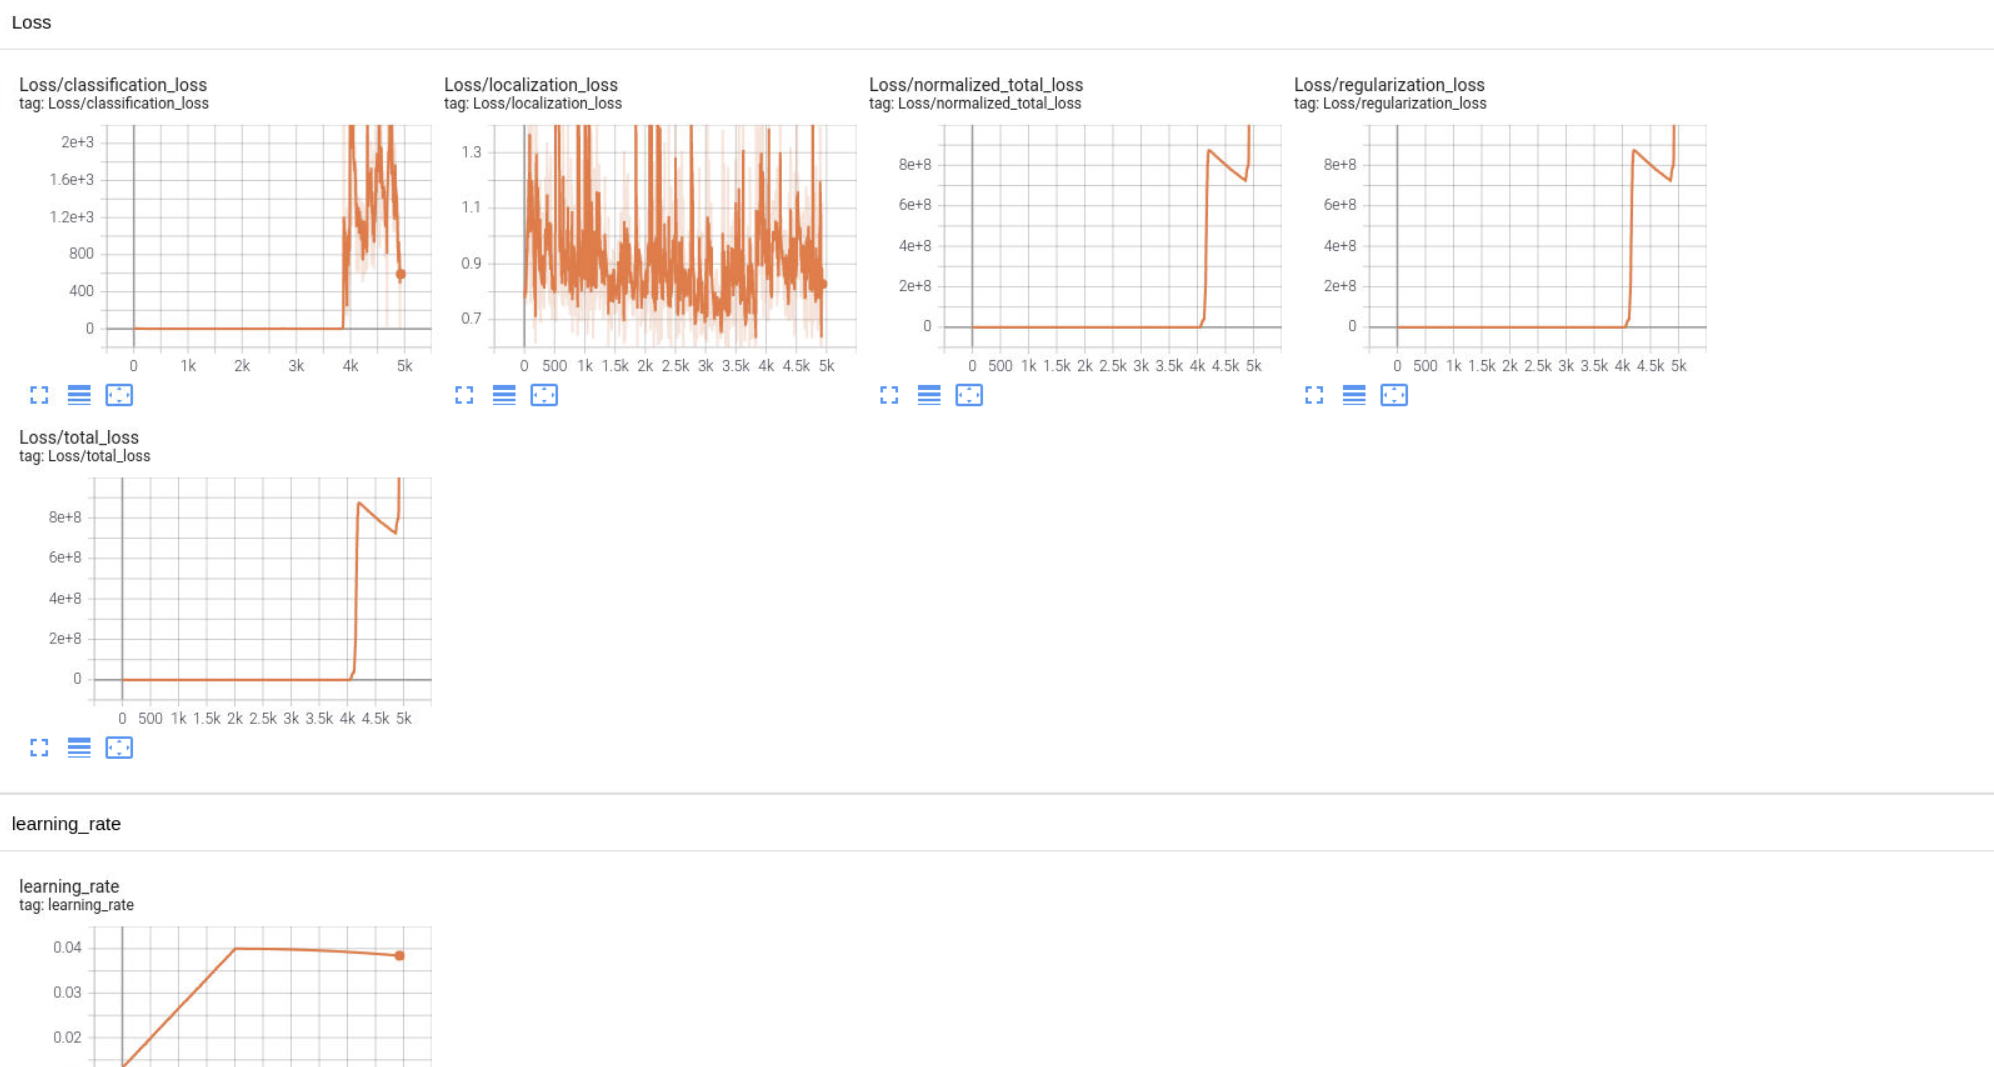 Loss
Loss/classification_loss
tag: Loss/classification_loss
2e+3
1.6e+3
1.2e+3
800
400
0
0 1k 2k 3k 4k 5k
Loss/localization_loss
tag: Loss/localization_loss
1.3
1.1
0.9
0.7
0 500 1k 1.5k 2k 2.5k 3k 3.5k 4k 4.5k 5k
Loss/normalized_total_loss
tag: Loss/normalized_total_loss
8e+8
6e+8
4e+8
2e+8
0
0 500 1k 1.5k 2k 2.5k 3k 3.5k 4k 4.5k 5k
Loss/regularization_loss
tag: Loss/regularization_loss
8e+8
6e+8
4e+8
2e+8
0
0 500 1k 1.5k 2k 2.5k 3k 3.5k 4k 4.5k 5k
Loss/total_loss
tag: Loss/total_loss
8e+8
6e+8
4e+8
2e+8
0
0 500 1k 1.5k 2k 2.5k 3k 3.5k 4k 4.5k 5k
learning_rate
learning_rate
tag: learning_rate
0.04
0.03
0.02